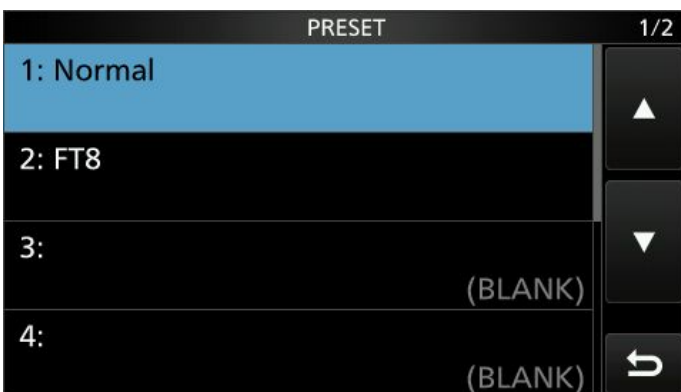 PRESET 1/2
1: Normal
2: FT8
3:
(BLANK)
4:
(BLANK)